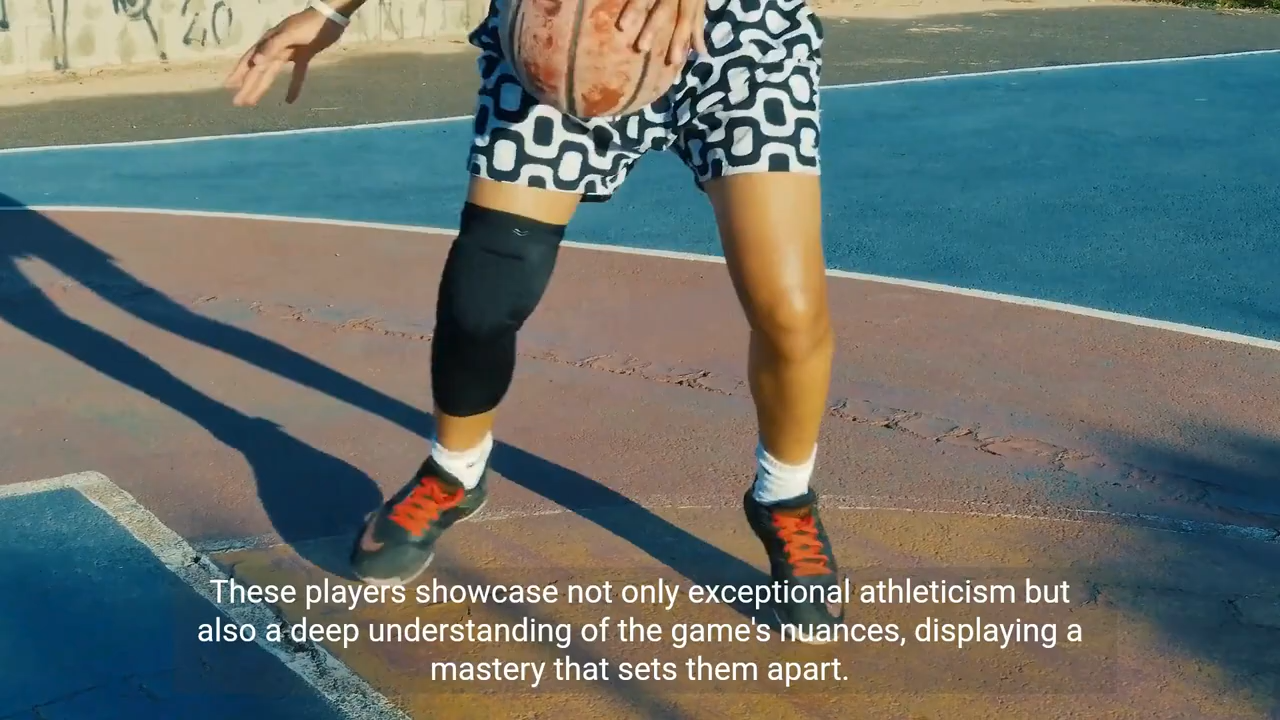 20
These players showcase not only exceptional athleticism but
also a deep understanding of the game's nuances, displaying a
mastery that sets them apart.